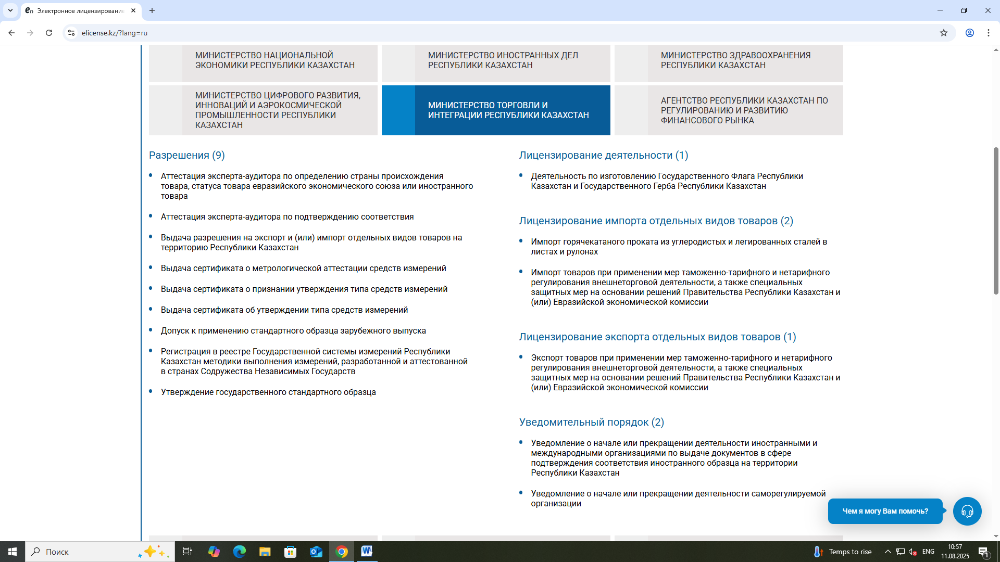 Электронное лицензирование
elicense.kz/?lang=ru
МИНИСТЕРСТВО НАЦИОНАЛЬНОЙ
ЭКОНОМИКИ РЕСПУБЛИКИ КАЗАХСТАН
МИНИСТЕРСТВО ИНОСТРАННЫХ ДЕЛ
РЕСПУБЛИКИ КАЗАХСТАН
МИНИСТЕРСТВО ЗДРАВООХРАНЕНИЯ
РЕСПУБЛИКИ КАЗАХСТАН
МИНИСТЕРСТВО ЦИФРОВОГО РАЗВИТИЯ,
ИННОВАЦИЙ И АЭРОКОСМИЧЕСКОЙ
ПРОМЫШЛЕННОСТИ РЕСПУБЛИКИ
КАЗАХСТАН
МИНИСТЕРСТВО ТОРГОВЛИ И
ИНТЕГРАЦИИ РЕСПУБЛИКИ КАЗАХСТАН
АГЕНТСТВО РЕСПУБЛИКИ КАЗАХСТАН ПО
РЕГУЛИРОВАНИЮ И РАЗВИТИЮ
ФИНАНСОВОГО РЫНКА
Разрешения (9)
Аттестация эксперта-аудитора по определению страны происхождения
товара, статуса товара евразийского экономического союза или иностранного
товара
Аттестация эксперта-аудитора по подтверждению соответствия
Выдача разрешения на экспорт и (или) импорт отдельных видов товаров на
территорию Республики Казахстан
Выдача сертификата о метрологической аттестации средств измерений
Выдача сертификата о признании утверждения типа средств измерений
Выдача сертификата об утверждении типа средств измерений
Допуск к применению стандартного образца зарубежного выпуска
Регистрация в реестре Государственной системы измерений Республики
Казахстан методики выполнения измерений, разработанной и аттестованной
в странах Содружества Независимых Государств
Утверждение государственного стандартного образца
Лицензирование деятельности (1)
Деятельность по изготовлению Государственного Флага Республики
Казахстан и Государственного Герба Республики Казахстан
Лицензирование импорта отдельных видов товаров (2)
Импорт горячекатаного проката из углеродистых и легированных сталей в
листах и рулонах
Импорт товаров при применении мер таможенно-тарифного и нетарифного
регулирования внешнеторговой деятельности, а также специальных
защитных мер на основании решений Правительства Республики Казахстан и
(или) Евразийской экономической комиссии
Лицензирование экспорта отдельных видов товаров (1)
Экспорт товаров при применении мер таможенно-тарифного и нетарифного
регулирования внешнеторговой деятельности, а также специальных
защитных мер на основании решений Правительства Республики Казахстан и
(или) Евразийской экономической комиссии
Уведомительный порядок (2)
Уведомление о начале или прекращении деятельности иностранными и
международными организациями по выдаче документов в сфере
подтверждения соответствия иностранного образца на территории
Республики Казахстан
Уведомление о начале или прекращении деятельности саморегулируемой
организации
Чем я могу Вам помочь?
Поиск
Temps to rise
ENG
10:57
11.08.2025
1